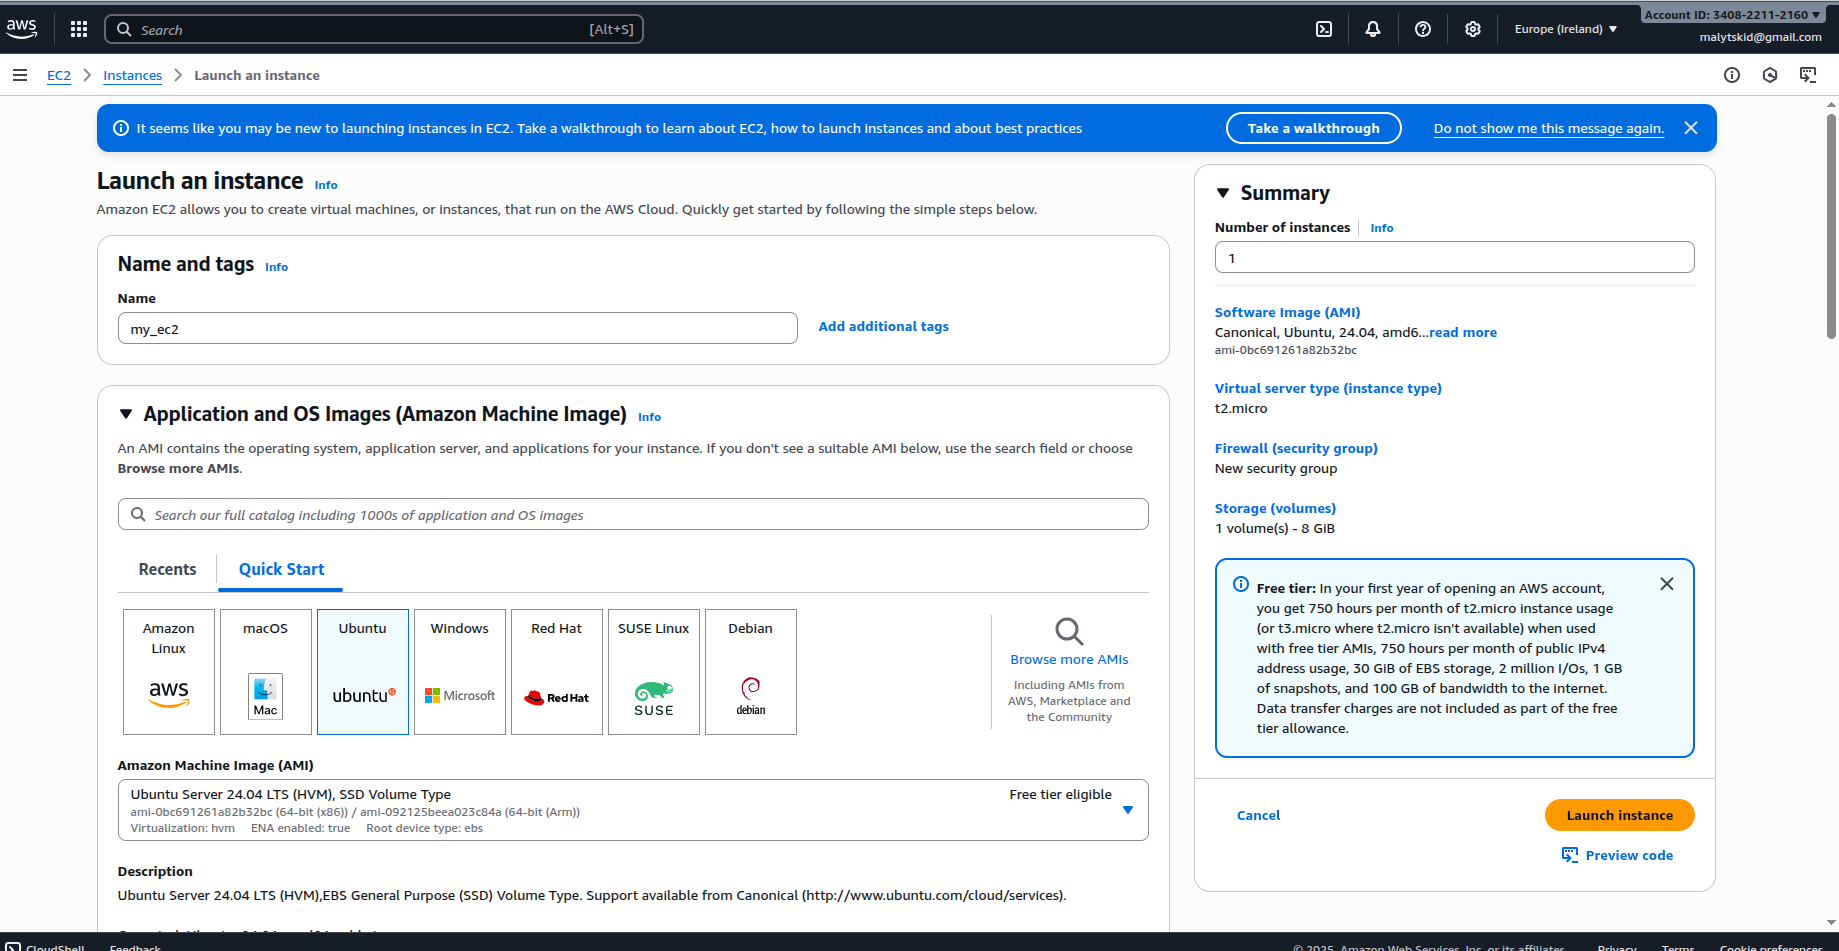 aws
Search
[Alt+S]
Europe (Ireland)
Account ID: 3408-2211-2160
malytskid@gmail.com
EC2
Instances
Launch an instance
It seems like you may be new to launching instances in EC2. Take a walkthrough to learn about EC2, how to launch instances and about best practices
Take a walkthrough
Do not show me this message again.
Launch an instance Info
Amazon EC2 allows you to create virtual machines, or instances, that run on the AWS Cloud. Quickly get started by following the simple steps below.
Name and tags Info
Name
my_ec2
Add additional tags
Application and OS Images (Amazon Machine Image) Info
An AMI contains the operating system, application server, and applications for your instance. If you don't see a suitable AMI below, use the search field or choose
Browse more AMIs.
Search our full catalog including 1000s of application and OS images
Recents
Quick Start
Amazon
Linux
aws
macOS
Mac
Ubuntu
ubuntu
Windows
Microsoft
Red Hat
Red Hat
SUSE Linux
SUSE
Debian
debian
Browse more AMIs
Including AMIs from
AWS, Marketplace and
the Community
Amazon Machine Image (AMI)
Ubuntu Server 24.04 LTS (HVM), SSD Volume Type
Free tier eligible
ami-0bc691261a82b32bc (64-bit (x86)) / ami-092125beea023c84a (64-bit (Arm))
Virtualization: hvm ENA enabled: true Root device type: ebs
Description
Ubuntu Server 24.04 LTS (HVM),EBS General Purpose (SSD) Volume Type. Support available from Canonical (http://www.ubuntu.com/cloud/services).
Summary
Number of instances
Info
1
Software Image (AMI)
Canonical, Ubuntu, 24.04, amd6...read more
ami-0bc691261a82b32bc
Virtual server type (instance type)
t2.micro
Firewall (security group)
New security group
Storage (volumes)
1 volume(s) - 8 GiB
Free tier: In your first year of opening an AWS account,
you get 750 hours per month of t2.micro instance usage
(or t3.micro where t2.micro isn't available) when used
with free tier AMIs, 750 hours per month of public IPv4
address usage, 30 GiB of EBS storage, 2 million I/Os, 1 GB
of snapshots, and 100 GB of bandwidth to the internet.
Data transfer charges are not included as part of the free
tier allowance.
Cancel
Launch instance
Preview code
CloudShell
Feedback
© 2025, Amazon Web Services, Inc. or its affiliates.
Privacy
Terms
Cookie preferences